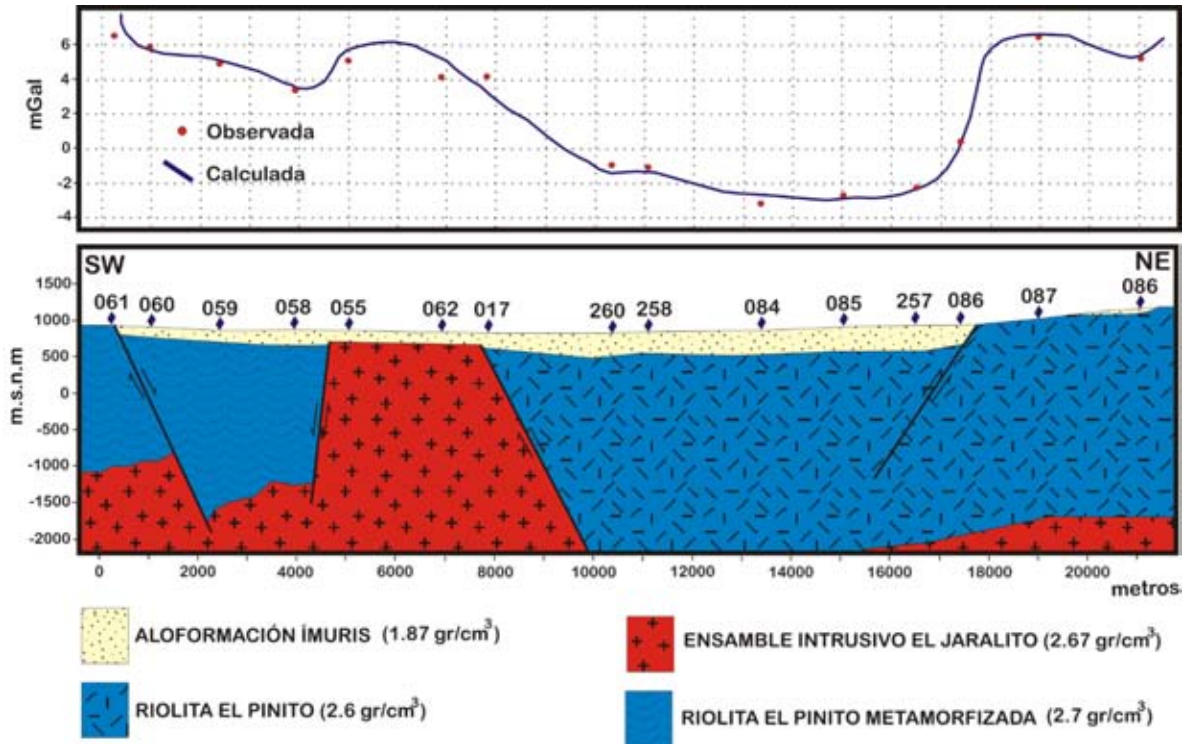 6
4
2
0
-2
-4
mGal
Observada
Calculada
SW
NE
061 060 059 058 055 062 017 260 258 084 085 257 086 087 086
1500
1000
500
0
-500
-1000
-1500
-2000
m.s.n.m
0 2000 4000 6000 8000 10000 12000 14000 16000 18000 20000
metros
ALOFORMACIÓN ÍMURIS (1.87 gr/cm³)
ENSAMBLE INTRUSIVO EL JARALITO (2.67 gr/cm³)
RIOLITA EL PINITO (2.6 gr/cm³)
RIOLITA EL PINITO METAMORFIZADA (2.7 gr/cm³)